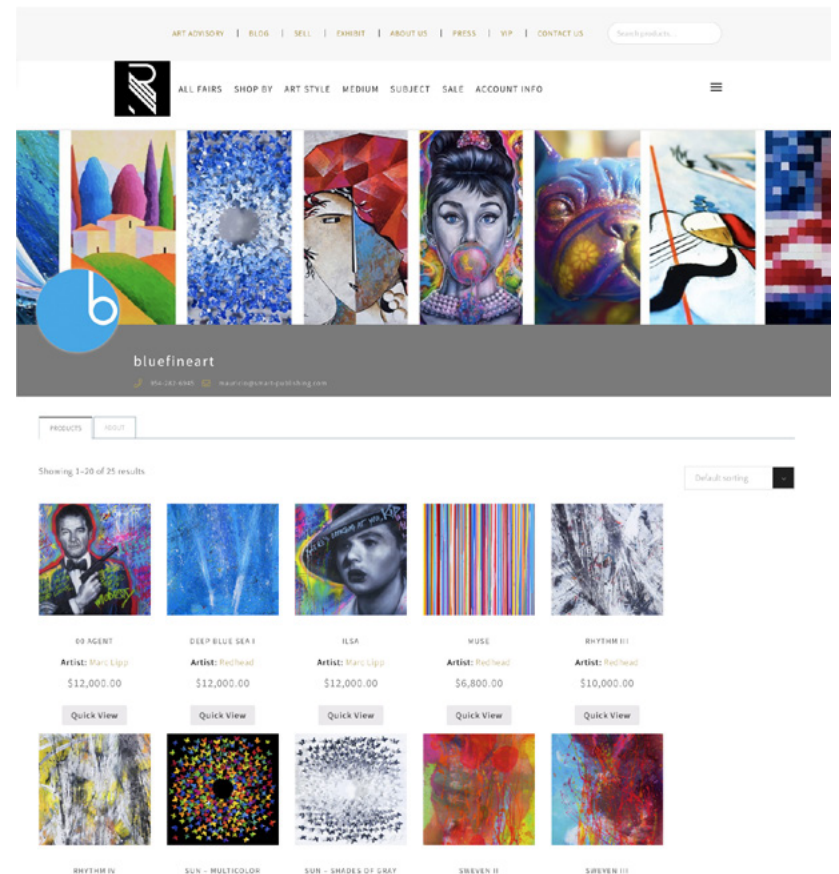 ART ADVISORY | BLOG | SELL | EXHIBIT | ABOUT US | PRESS | VIP | CONTACT US
Search products...
ALL FAIRS SHOP BY ART STYLE MEDIUM SUBJECT SALE ACCOUNT INFO
b
bluefineart
PRODUCTS ABOUT
Showing 1–20 of 25 results
Default sorting
00 AGENT DEEP BLUE SEA I ILSA MUSE RHYTHM III
Artist: Marc Lipp Artist: Redhead Artist: Marc Lipp Artist: Redhead Artist: Redhead
$12,000.00 $12,000.00 $12,000.00 $6,800.00 $10,000.00
Quick View Quick View Quick View Quick View Quick View
RHYTHM IV SUN – MULTICOLOR SUN – SHADES OF GRAY SWEVEN II SWEVEN III